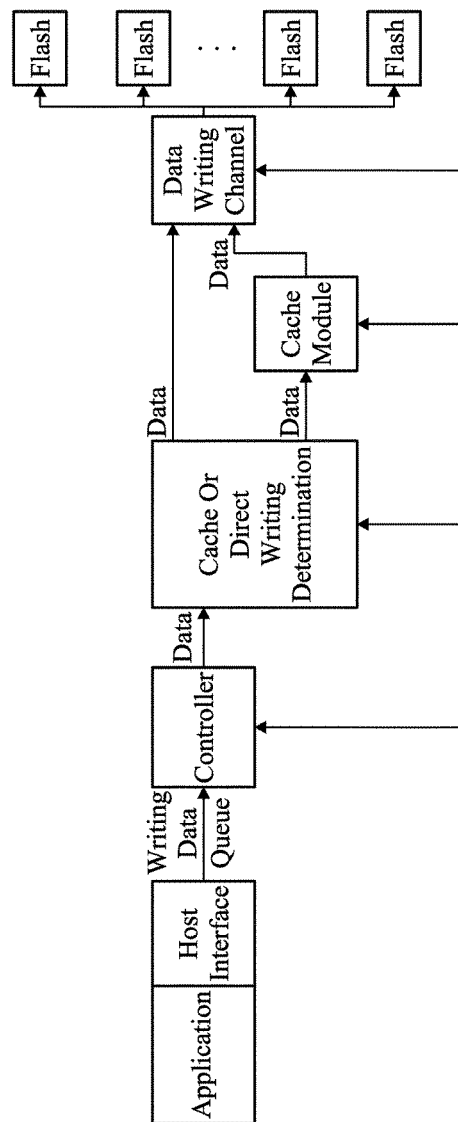 Application
Host
Interface
Writing
Data
Queue
Controller
Data
Cache Or
Direct
Writing
Determination
Data
Data
Cache
Module
Data
Data
Writing
Channel
Flash
Flash
. . .
Flash
Flash